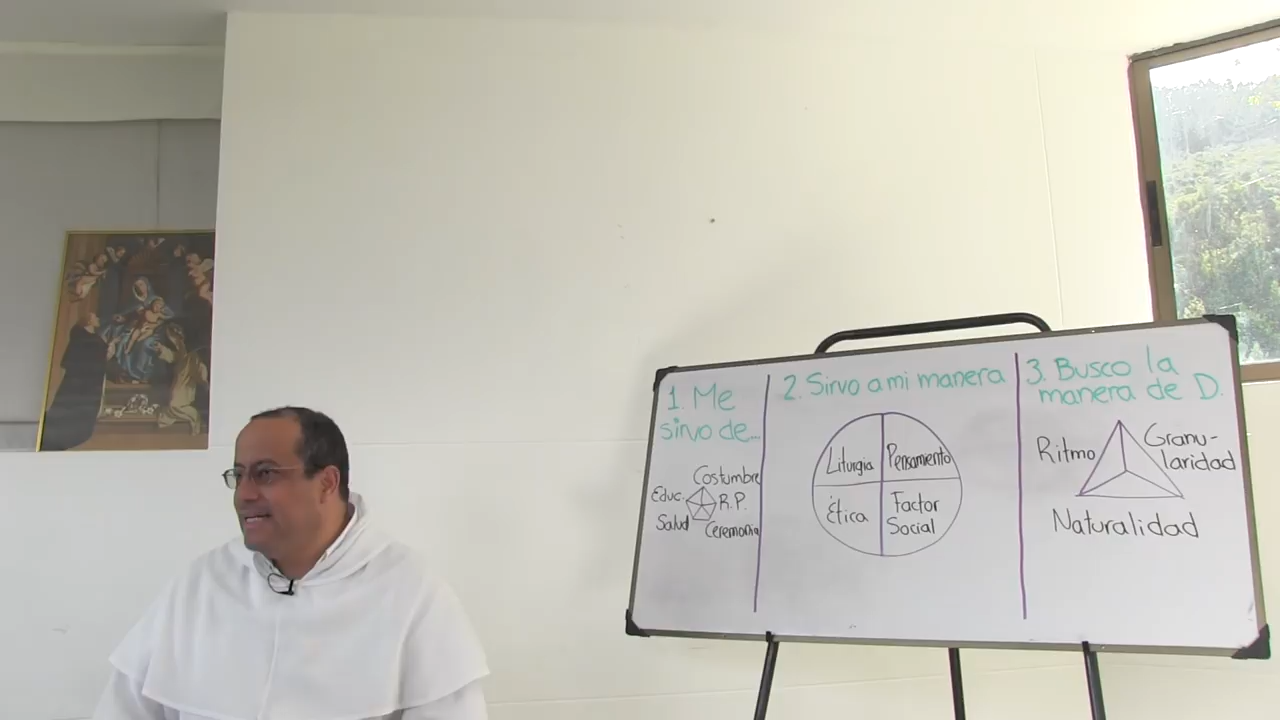 1. Me
sirvo de...
Costumbre
Educ.
R.P.
Salud
Ceremonia
2. Sirvo a mi manera
Liturgia
Pensamiento
Ética
Factor
Social
3. Busco la
manera de D.
Ritmo
Granu-
laridad
Naturalidad